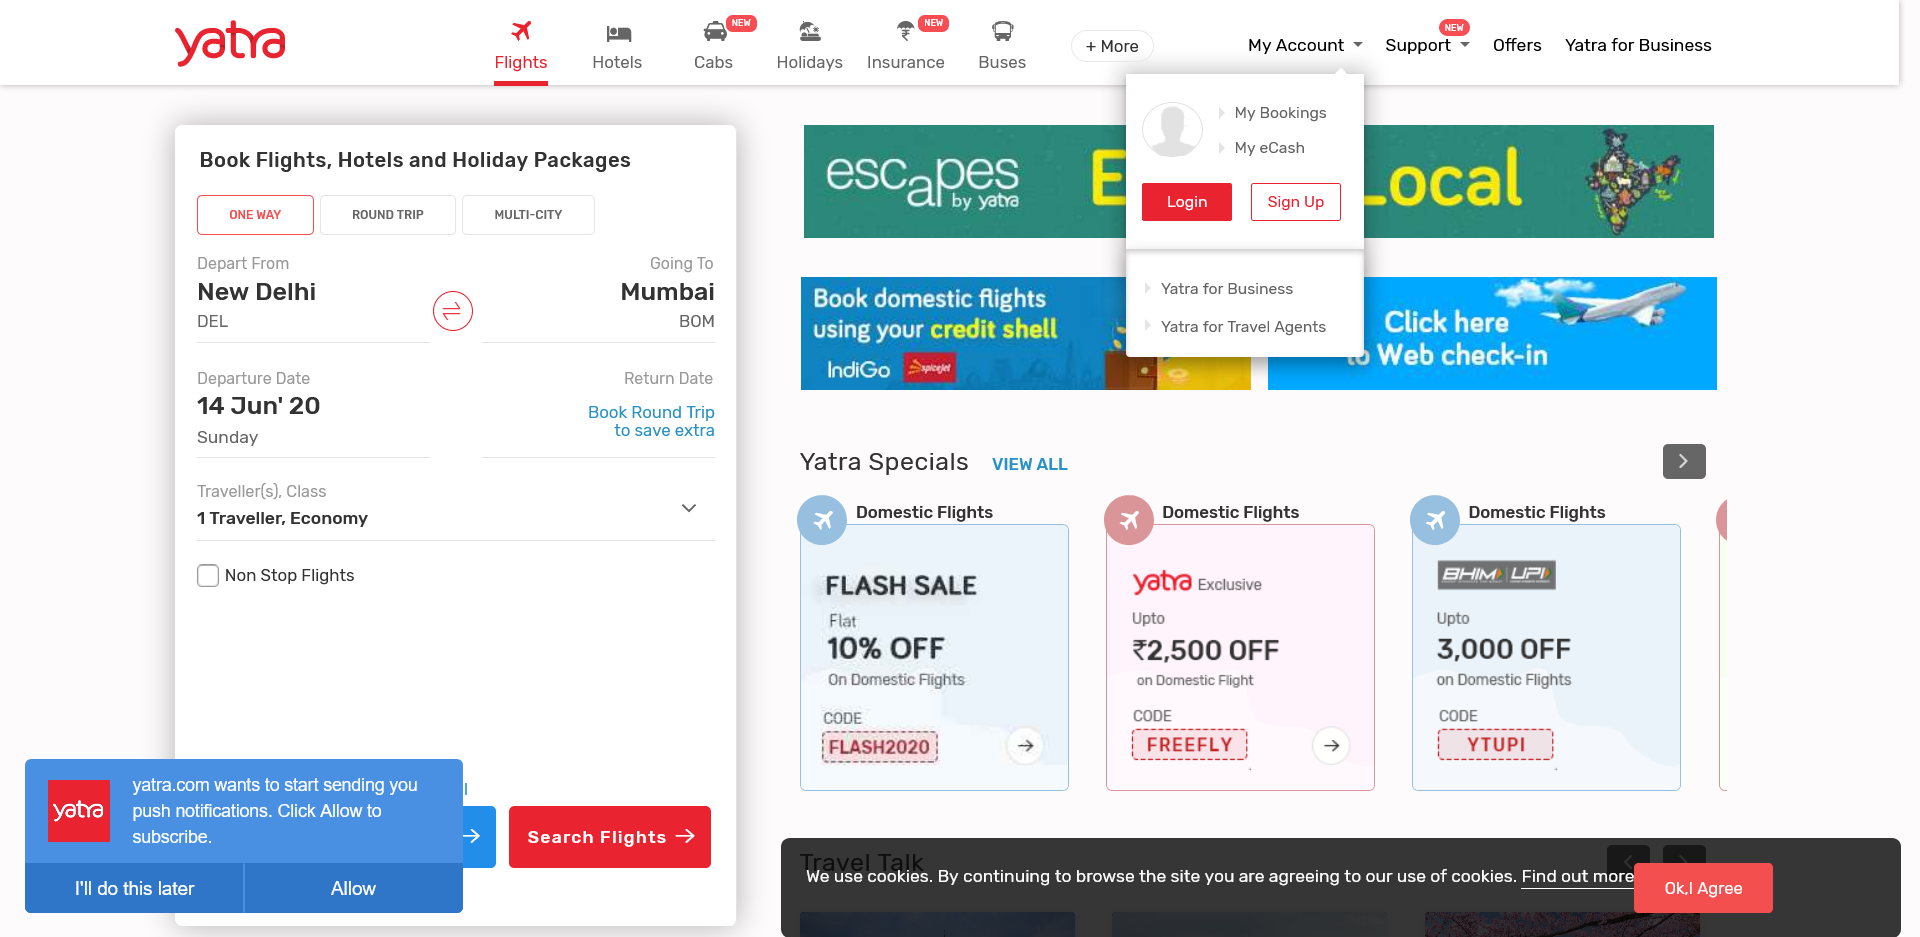 yatra
Flights
Hotels
NEW
Cabs
Holidays
NEW
Insurance
Buses
+ More
My Account
NEW
Support
Offers
Yatra for Business
My Bookings
My eCash
Login
Sign Up
Yatra for Business
Yatra for Travel Agents
Book Flights, Hotels and Holiday Packages
ONE WAY
ROUND TRIP
MULTI-CITY
Depart From
New Delhi
DEL
Going To
Mumbai
BOM
Departure Date
14 Jun' 20
Sunday
Return Date
Book Round Trip
to save extra
Traveller(s), Class
1 Traveller, Economy
Non Stop Flights
Search Flights
yatra
yatra.com wants to start sending you
push notifications. Click Allow to
subscribe.
I'll do this later
Allow
escapes
by yatra
Local
Book domestic flights
using your credit shell
IndiGo
spicejet
Click here
to Web check-in
Yatra Specials
VIEW ALL
Domestic Flights
FLASH SALE
Flat
10% OFF
On Domestic Flights
CODE
FLASH2020
Domestic Flights
yatra Exclusive
Upto
₹2,500 OFF
on Domestic Flight
CODE
FREEFLY
Domestic Flights
BHIM UPI
Upto
3,000 OFF
on Domestic Flights
CODE
YTUPI
Travel Talk
We use cookies. By continuing to browse the site you are agreeing to our use of cookies. Find out more
Ok,I Agree